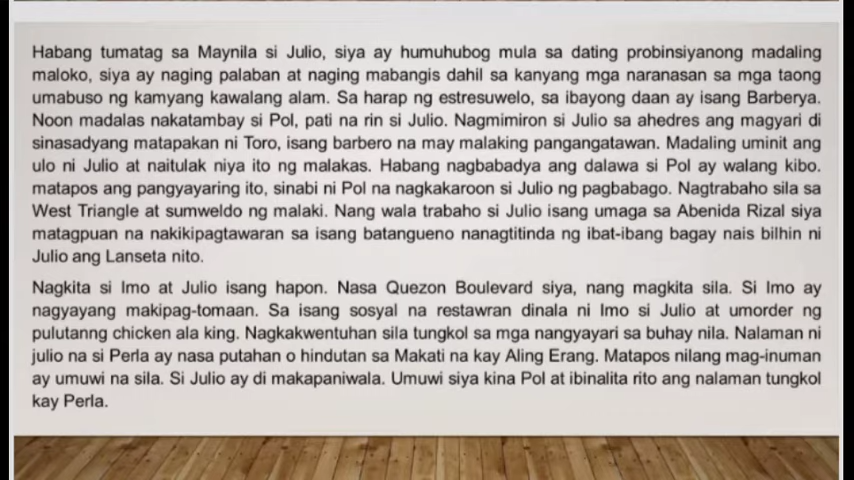 Habang tumatag sa Maynila si Julio, siya ay humuhubog mula sa dating probinsiyanong madaling
maloko, siya ay naging palaban at naging mabangis dahil sa kanyang mga naranasan sa mga taong
umabuso ng kamyang kawalang alam. Sa harap ng estresuwelo, sa ibayong daan ay isang Barberya.
Noon madalas nakatambay si Pol, pati na rin si Julio. Nagmimiron si Julio sa ahedres ang magyari di
sinasadyang matapakan ni Toro, isang barbero na may malaking pangangatawan. Madaling uminit ang
ulo ni Julio at naitulak niya ito ng malakas. Habang nagbabadya ang dalawa si Pol ay walang kibo.
matapos ang pangyayaring ito, sinabi ni Pol na nagkakaroon si Julio ng pagbabago. Nagtrabaho sila sa
West Triangle at sumweldo ng malaki. Nang wala trabaho si Julio isang umaga sa Abenida Rizal siya
matagpuan na nakikipagtawaran sa isang batangueno nanagtitinda ng ibat-ibang bagay nais bilhin ni
Julio ang Lanseta nito.
Nagkita si Imo at Julio isang hapon. Nasa Quezon Boulevard siya, nang magkita sila. Si Imo ay
nagyayang makipag-tomaan. Sa isang sosyal na restawran dinala ni Imo si Julio at umorder ng
pulutanng chicken ala king. Nagkakwentuhan sila tungkol sa mga nangyayari sa buhay nila. Nalaman ni
julio na si Perla ay nasa putahan o hindutan sa Makati na kay Aling Erang. Matapos nilang mag-inuman
ay umuwi na sila. Si Julio ay di makapaniwala. Umuwi siya kina Pol at ibinalita rito ang nalaman tungkol
kay Perla.